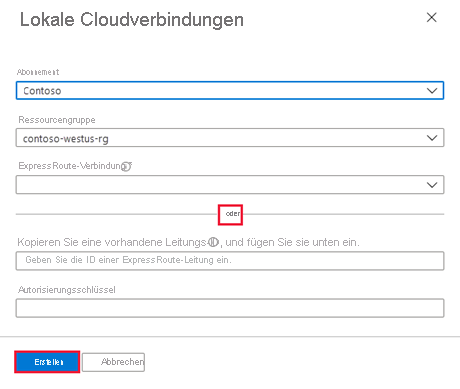 Lokale Cloudverbindungen
Abonnement
Contoso
Ressourcengruppe
contoso-westus-rg
ExpressRoute-Verbindung
oder
Kopieren Sie eine vorhandene Leitungs-ID, und fügen Sie sie unten ein.
Geben Sie die ID einer ExpressRoute-Leitung ein.
Autorisierungsschlüssel
Erstellen Abbrechen